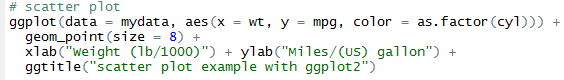 # scatter plot
ggplot(data = mydata, aes(x = wt, y = mpg, color = as.factor(cyl))) +
  geom_point(size = 8) +
  xlab("Weight (lb/1000)") + ylab("Miles/(US) gallon") +
  ggtitle("scatter plot example with ggplot2")